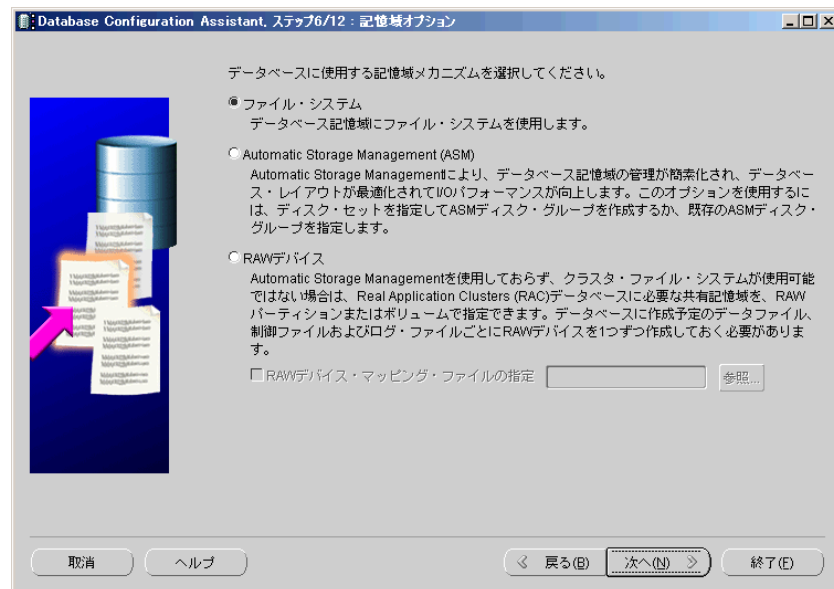 Database Configuration Assistant, ステップ6/12 : 記憶域オプション
データベースに使用する記憶域メカニズムを選択してください。
ファイル・システム
データベース記憶域にファイル・システムを使用します。
Automatic Storage Management (ASM)
Automatic Storage Managementにより、データベース記憶域の管理が簡素化され、データベー
ス・レイアウトが最適化されてI/Oパフォーマンスが向上します。このオプションを使用するに
は、ディスク・セットを指定してASMディスク・グループを作成するか、既存のASMディスク・
グループを指定します。
RAWデバイス
Automatic Storage Managementを使用しておらず、クラスタ・ファイル・システムが使用可能
ではない場合は、Real Application Clusters (RAC)データベースに必要な共有記憶域を、RAW
パーティションまたはボリュームで指定できます。データベースに作成予定のデータファイル、
制御ファイルおよびログ・ファイルごとにRAWデバイスを1つずつ作成しておく必要がありま
す。
RAWデバイス・マッピング・ファイルの指定
参照...
取消
ヘルプ
戻る(B)
次へ(N)
終了(F)